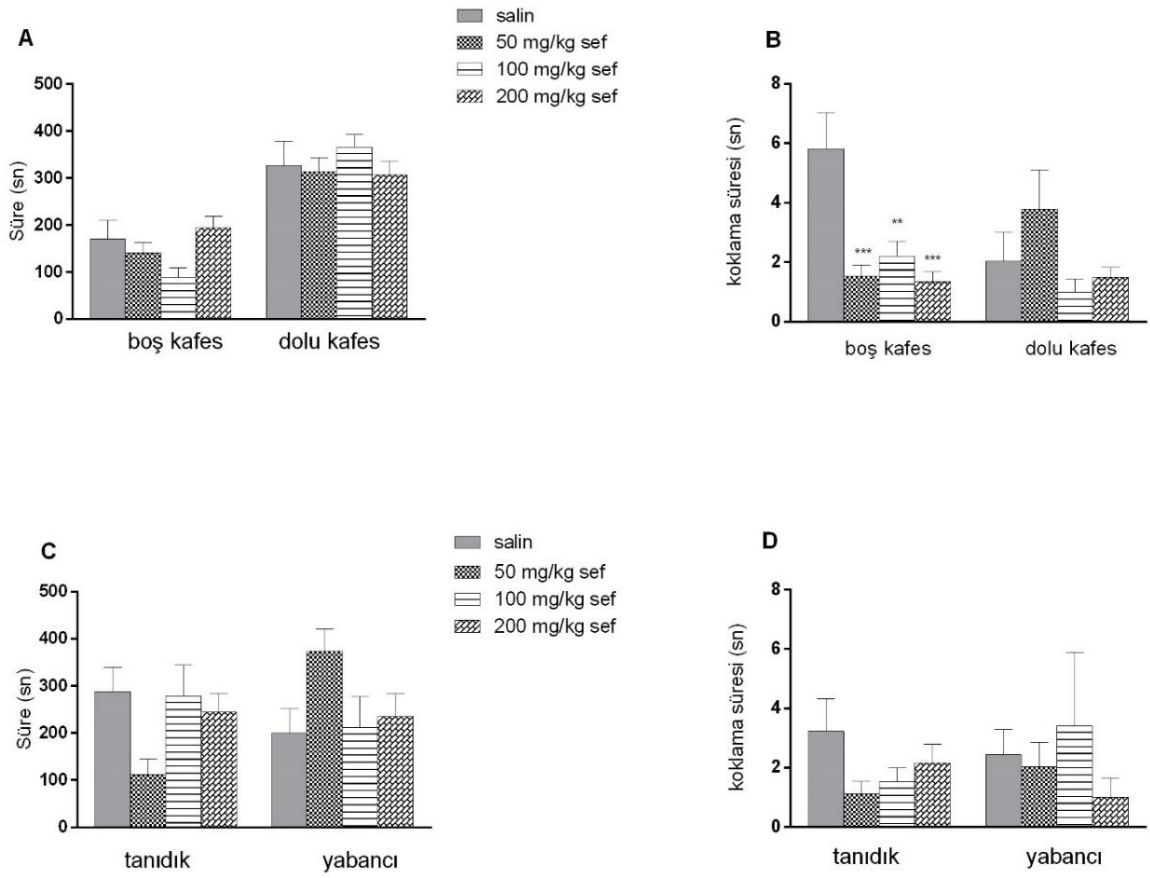 salin
50 mg/kg sef
100 mg/kg sef
200 mg/kg sef
A
Süre (sn)
500
400
300
200
100
0
boş kafes dolu kafes
B
koklama süresi (sn)
8
6
4
2
0
*** ** ***
boş kafes dolu kafes
salin
50 mg/kg sef
100 mg/kg sef
200 mg/kg sef
C
Süre (sn)
500
400
300
200
100
0
tanıdık yabancı
D
koklama süresi (sn)
8
6
4
2
0
tanıdık yabancı